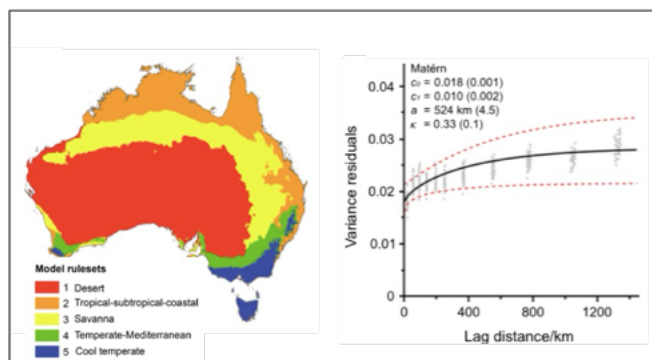 Model rulesets
1 Desert
2 Tropical-subtropical-coastal
3 Savanna
4 Temperate-Mediterranean
5 Cool temperate
Matérn
c₀ = 0.018 (0.001)
c₁ = 0.010 (0.002)
a = 524 km (4.5)
κ = 0.33 (0.1)
Variance residuals
0.04
0.03
0.02
0.01
0
0
400
800
1200
Lag distance/km